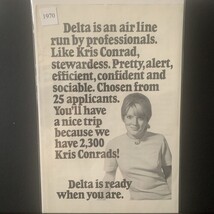 1970
Delta is an air line
run by professionals.
Like Kris Conrad,
stewardess. Pretty, alert,
efficient, confident and
sociable. Chosen from
25 applicants.
You'll have
a nice trip
because we
have 2,300
Kris Conrads!
Delta is ready
when you are.